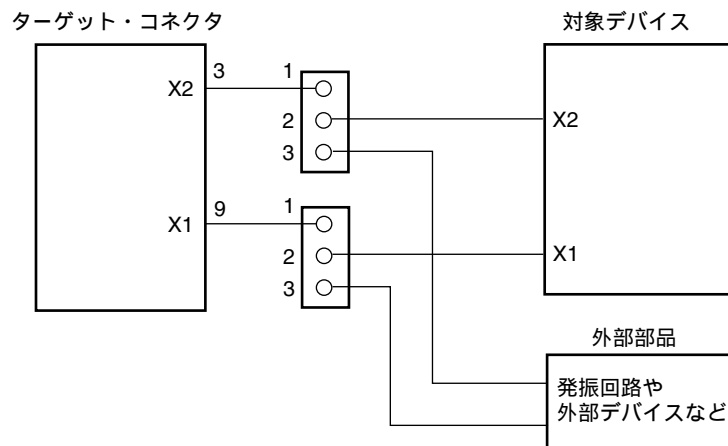 ターゲット・コネクタ
対象デバイス
X2
3
1
2
3
X2
X1
9
1
2
3
X1
外部部品
発振回路や
外部デバイスなど